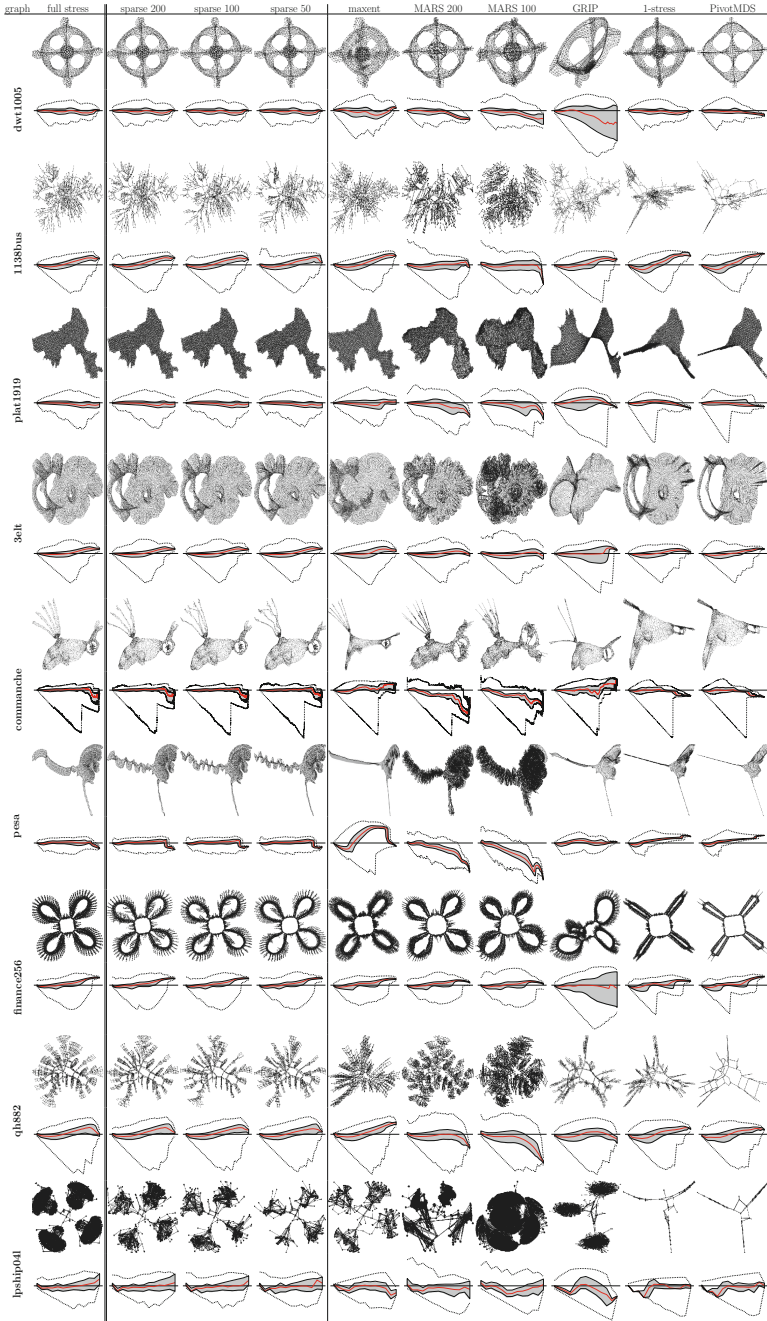 graph full stress sparse 200 sparse 100 sparse 50 maxent MARS 200 MARS 100 GRIP 1-stress PivotMDS
dwt1005
1138bus
plat1919
3elt
commanche
pesa
finance256
qh882
lpship04l